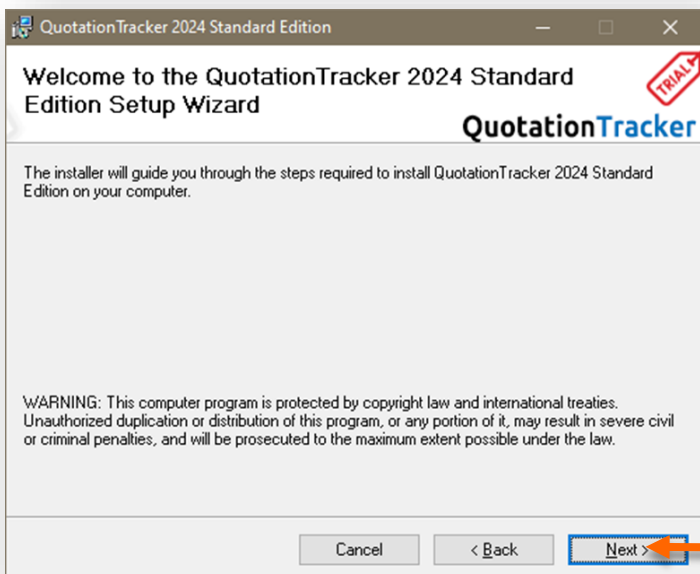 QuotationTracker 2024 Standard Edition
Welcome to the QuotationTracker 2024 Standard
Edition Setup Wizard
TRIAL
QuotationTracker
The installer will guide you through the steps required to install QuotationTracker 2024 Standard
Edition on your computer.
WARNING: This computer program is protected by copyright law and international treaties.
Unauthorized duplication or distribution of this program, or any portion of it, may result in severe civil
or criminal penalties, and will be prosecuted to the maximum extent possible under the law.
Cancel < Back Next >